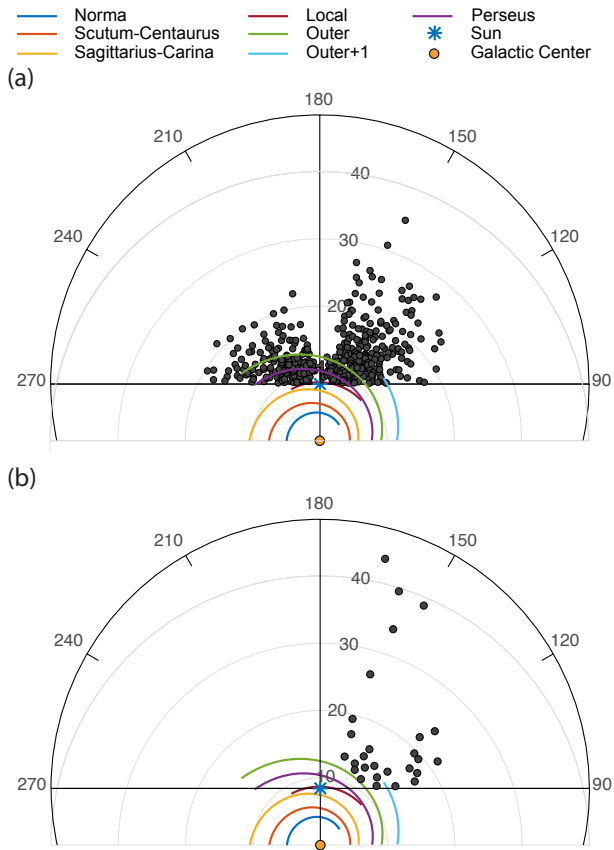 Norma Local Perseus
Scutum-Centaurus Outer Sun
Sagittarius-Carina Outer+1 Galactic Center
(a)
180
210 150
40
240 30 120
20
270 90
(b)
180
210 150
40
240 30 120
20
270 10 90